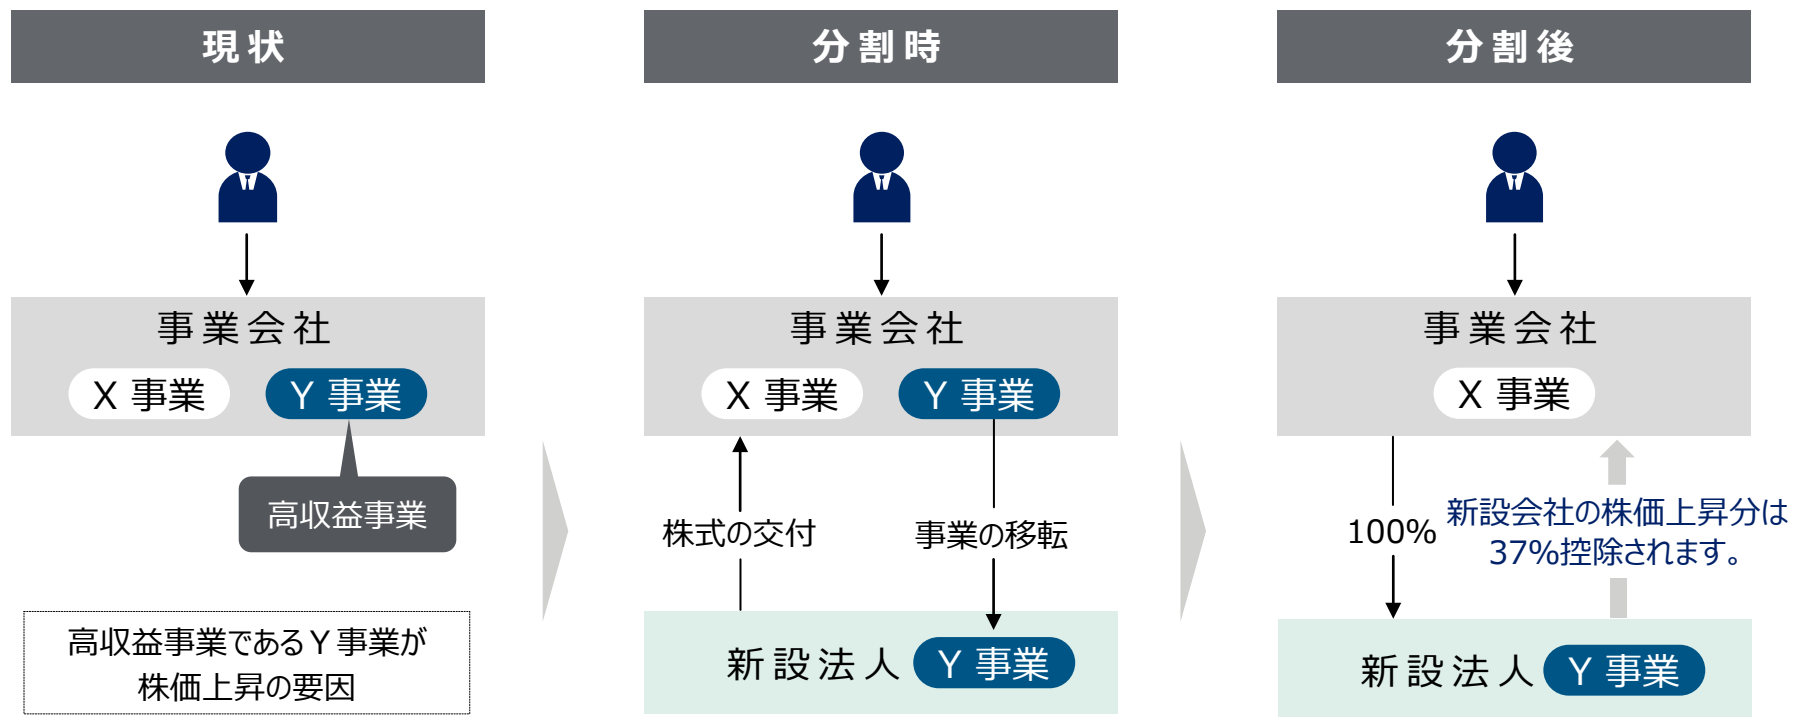 現状
事業会社
X 事業
Y 事業
高収益事業
高収益事業であるY事業が
株価上昇の要因
分割時
事業会社
X 事業
Y 事業
株式の交付
事業の移転
新設法人
Y 事業
分割後
事業会社
X 事業
100%
新設会社の株価上昇分は
37%控除されます。
新設法人
Y 事業